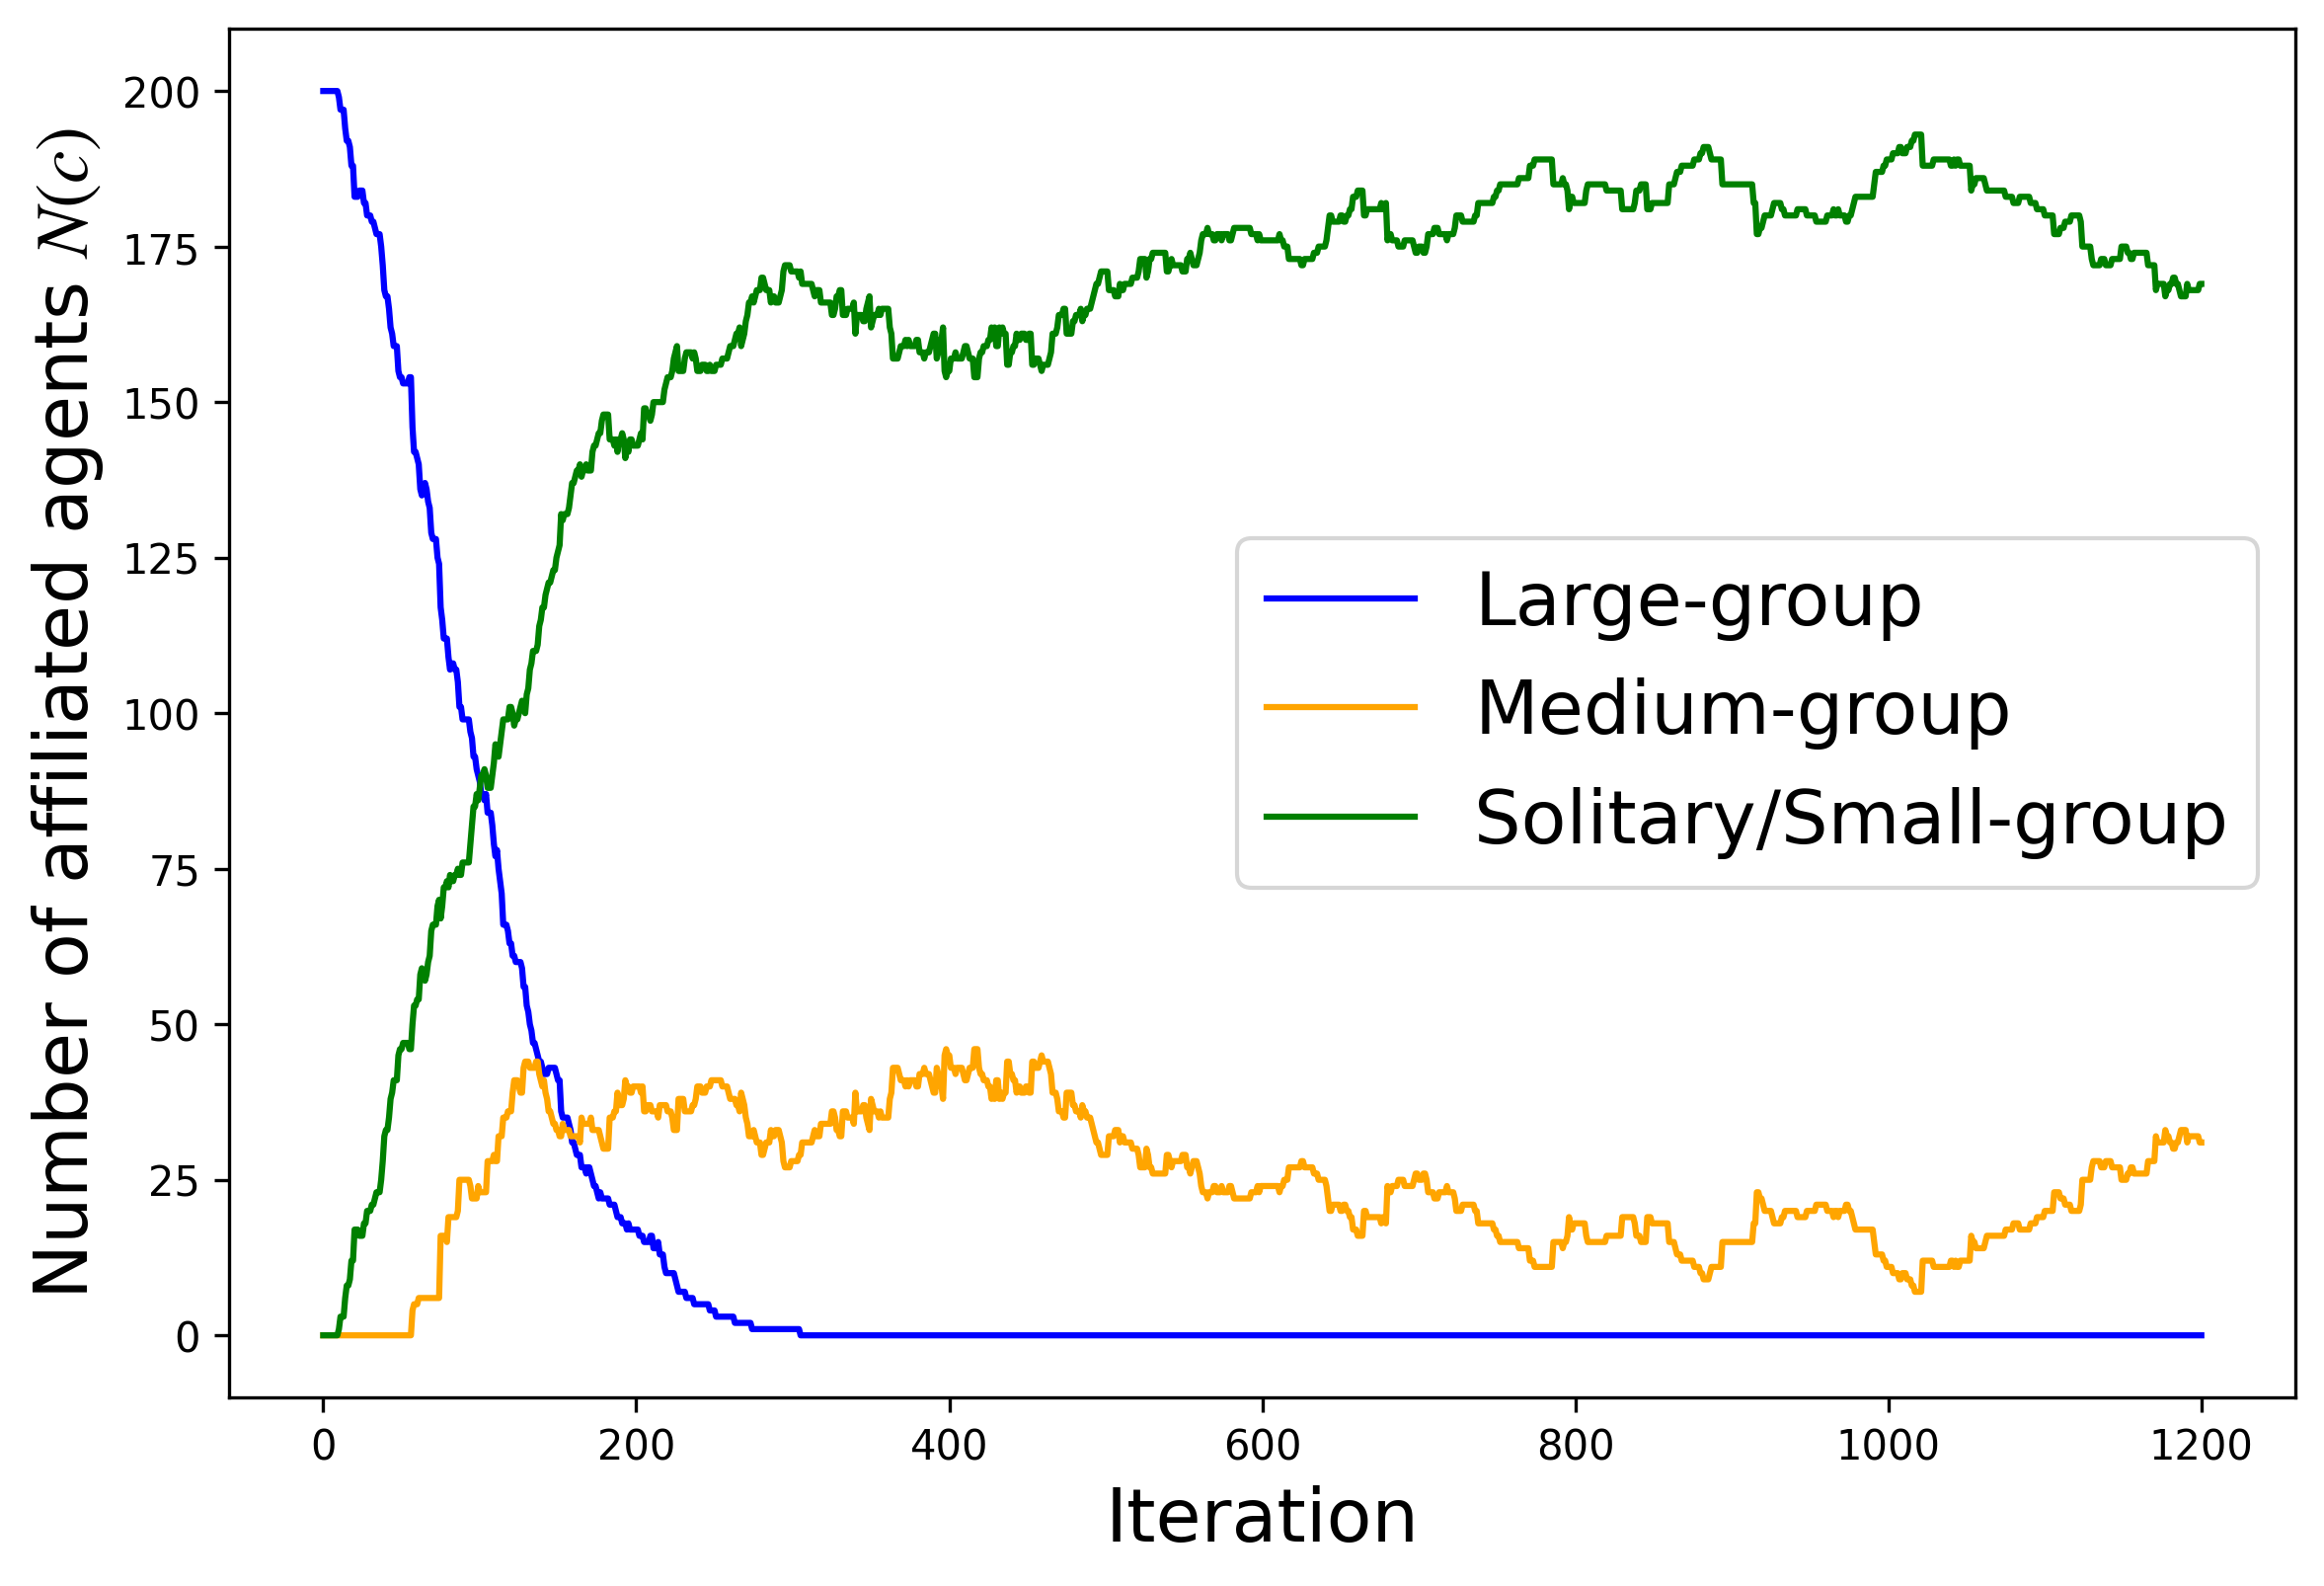 Number of affiliated agents N(c)
200
175
150
125
100
75
50
25
0
Large-group
Medium-group
Solitary/Small-group
0 200 400 600 800 1000 1200
Iteration